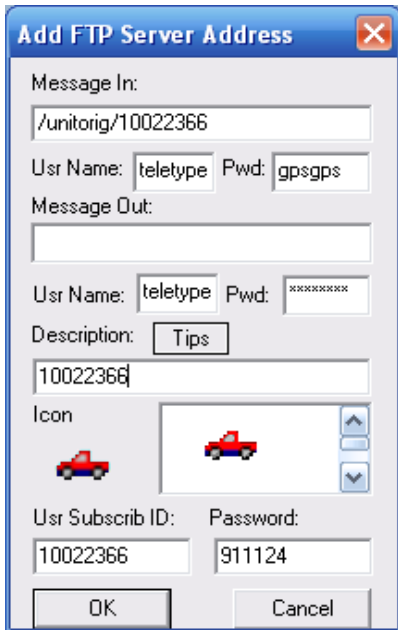 Add FTP Server Address
Message In:
/unitorig/10022366
Usr Name: teletype Pwd: gpsgps
Message Out:
Usr Name: teletype Pwd: ********
Description: Tips
10022366
Icon
Usr Subscrib ID: Password:
10022366 911124
OK Cancel